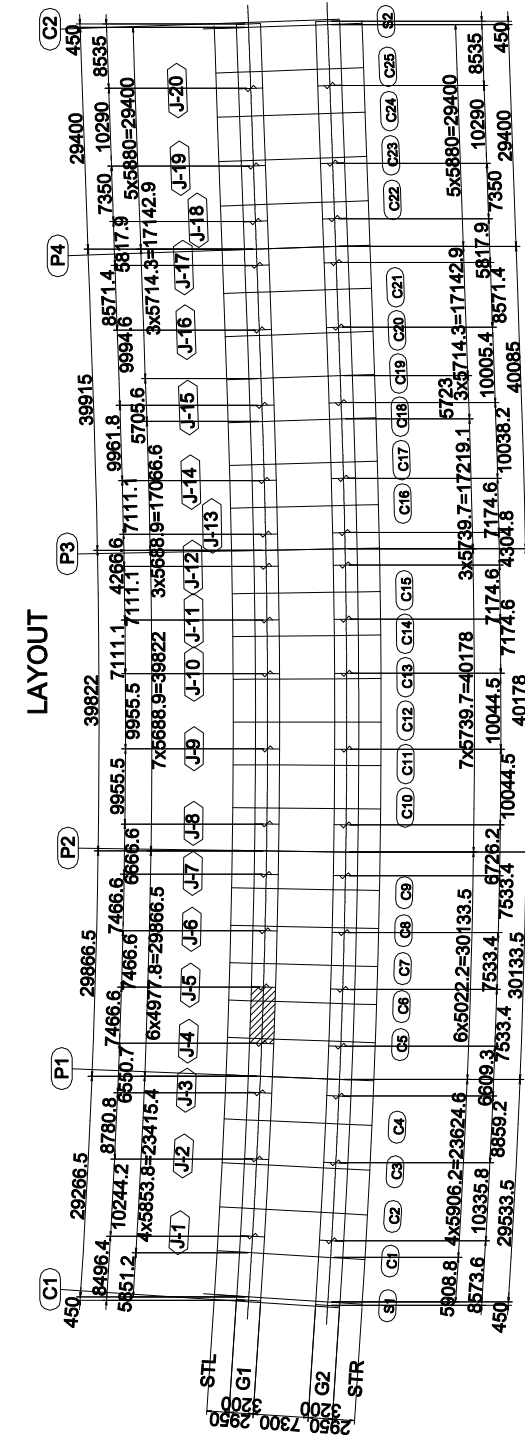 LAYOUT
C1
P1
P2
P3
P4
C2
450
29266.5
29866.5
39822
39915
29400
450
8496.4
10244.2
8780.8
6550.7
7466.6
7466.6
7466.6
6666.6
9955.5
9955.5
7111.1
7111.1
4266.6
7111.1
9961.8
9994.6
8571.4
5817.9
7350
10290
8535
5851.2
4x5853.8=23415.4
6x4977.8=29866.5
7x5688.9=39822
3x5688.9=17066.6
5705.6
3x5714.3=17142.9
5x5880=29400
J-1
J-2
J-3
J-4
J-5
J-6
J-7
J-8
J-9
J-10
J-11
J-12
J-13
J-14
J-15
J-16
J-17
J-18
J-19
J-20
STL
G1
G2
STR
2950
3200
7300
3200
2950
S1
C1
C2
C3
C4
C5
C6
C7
C8
C9
C10
C11
C12
C13
C14
C15
C16
C17
C18
C19
C20
C21
C22
C23
C24
C25
S2
5908.8
4x5906.2=23624.6
6x5022.2=30133.5
7x5739.7=40178
3x5739.7=17219.1
5723
3x5714.3=17142.9
5x5880=29400
8573.6
10335.8
8859.2
6609.3
7533.4
7533.4
7533.4
6726.2
10044.5
10044.5
7174.6
7174.6
4304.8
7174.6
10038.2
10005.4
8571.4
5817.9
7350
10290
8535
450
29533.5
30133.5
40178
40085
29400
450